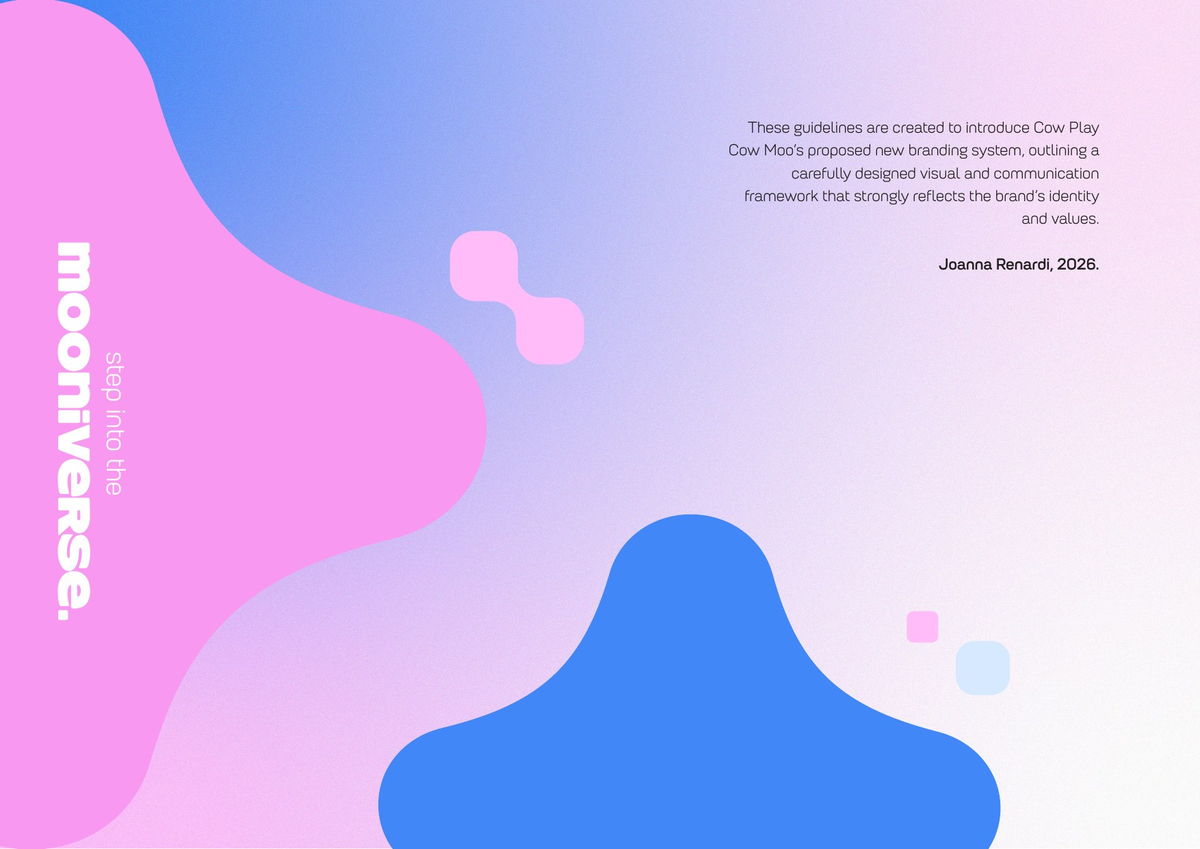 step into the
mooniverse.
These guidelines are created to introduce Cow Play
Cow Moo's proposed new branding system, outlining a
carefully designed visual and communication
framework that strongly reflects the brand's identity
and values.
Joanna Renardi, 2026.